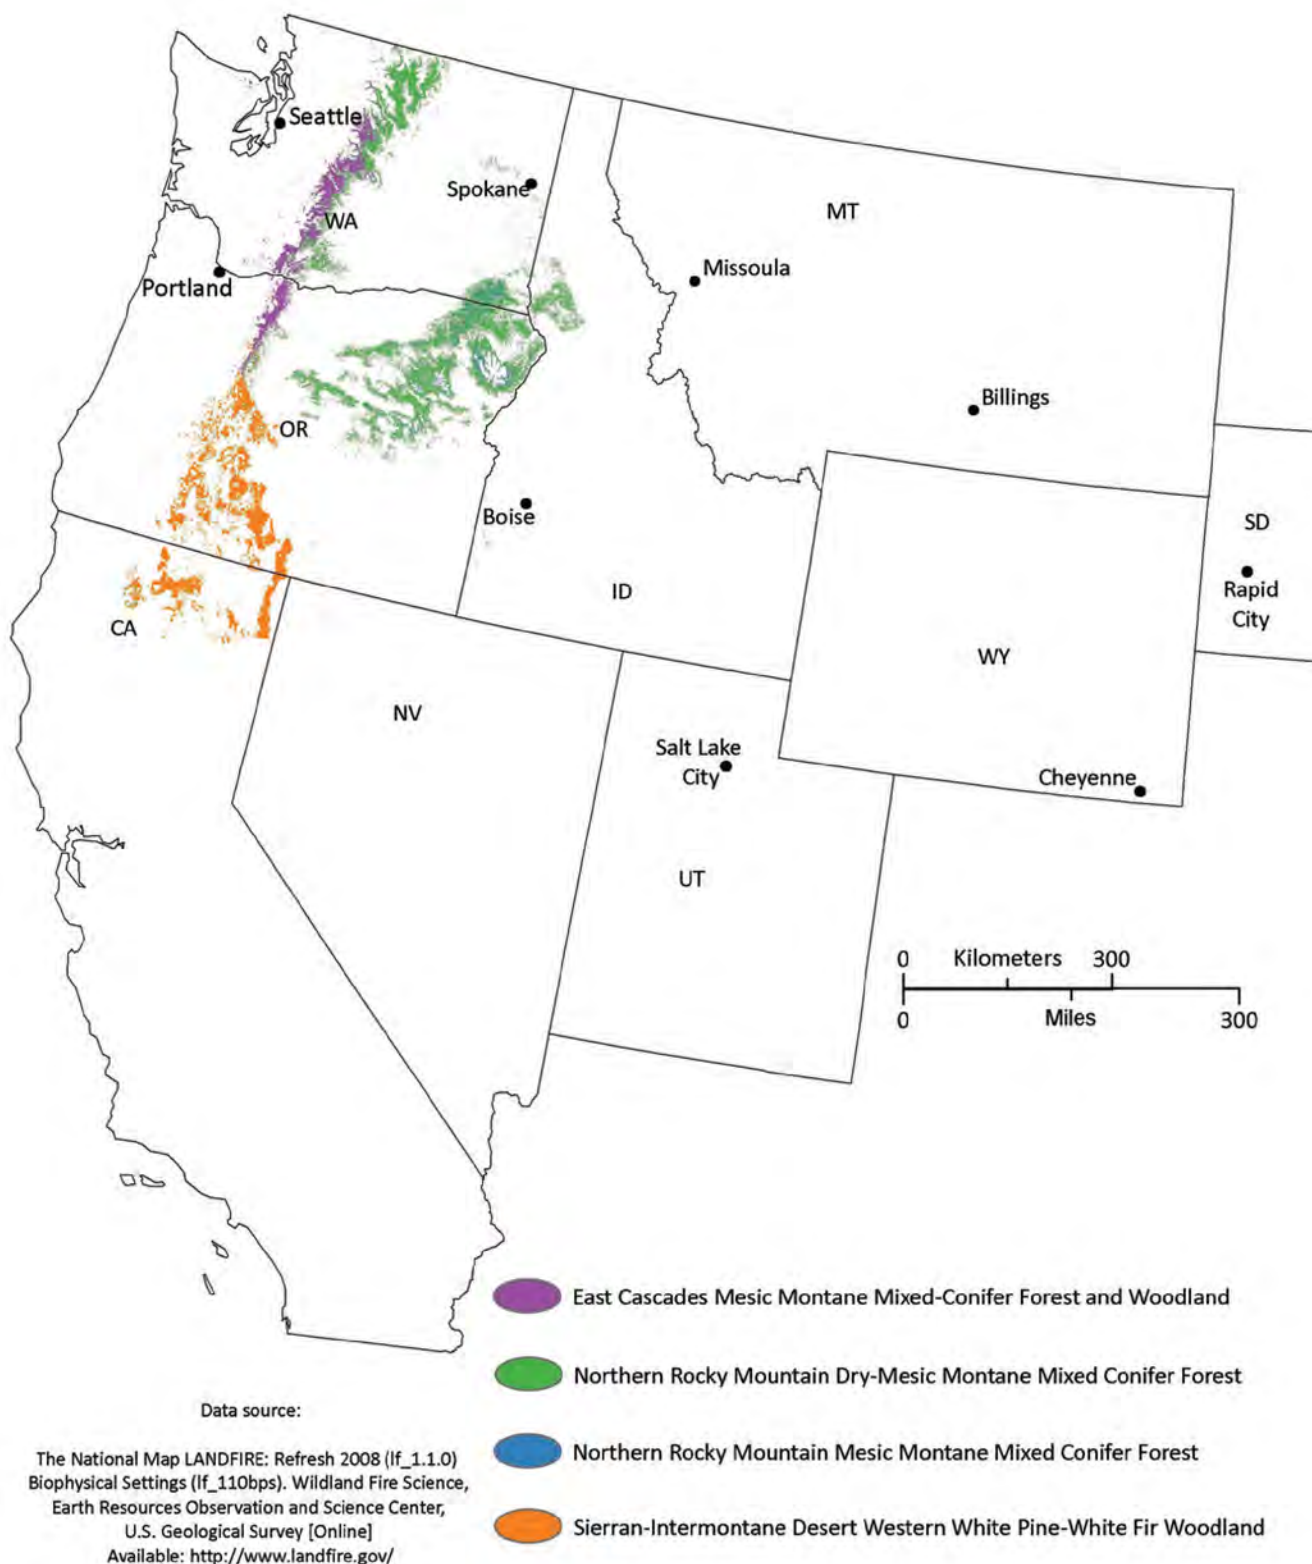 Seattle
Spokane
WA
MT
Missoula
Portland
Billings
OR
Boise
SD
ID
Rapid
City
CA
WY
NV
Salt Lake
City
Cheyenne
UT
0 Kilometers 300
0 Miles 300
East Cascades Mesic Montane Mixed-Conifer Forest and Woodland
Northern Rocky Mountain Dry-Mesic Montane Mixed Conifer Forest
Northern Rocky Mountain Mesic Montane Mixed Conifer Forest
Sierran-Intermontane Desert Western White Pine-White Fir Woodland
Data source:
The National Map LANDFIRE: Refresh 2008 (lf_1.1.0)
Biophysical Settings (lf_110bps). Wildland Fire Science,
Earth Resources Observation and Science Center,
U.S. Geological Survey [Online]
Available: http://www.landfire.gov/